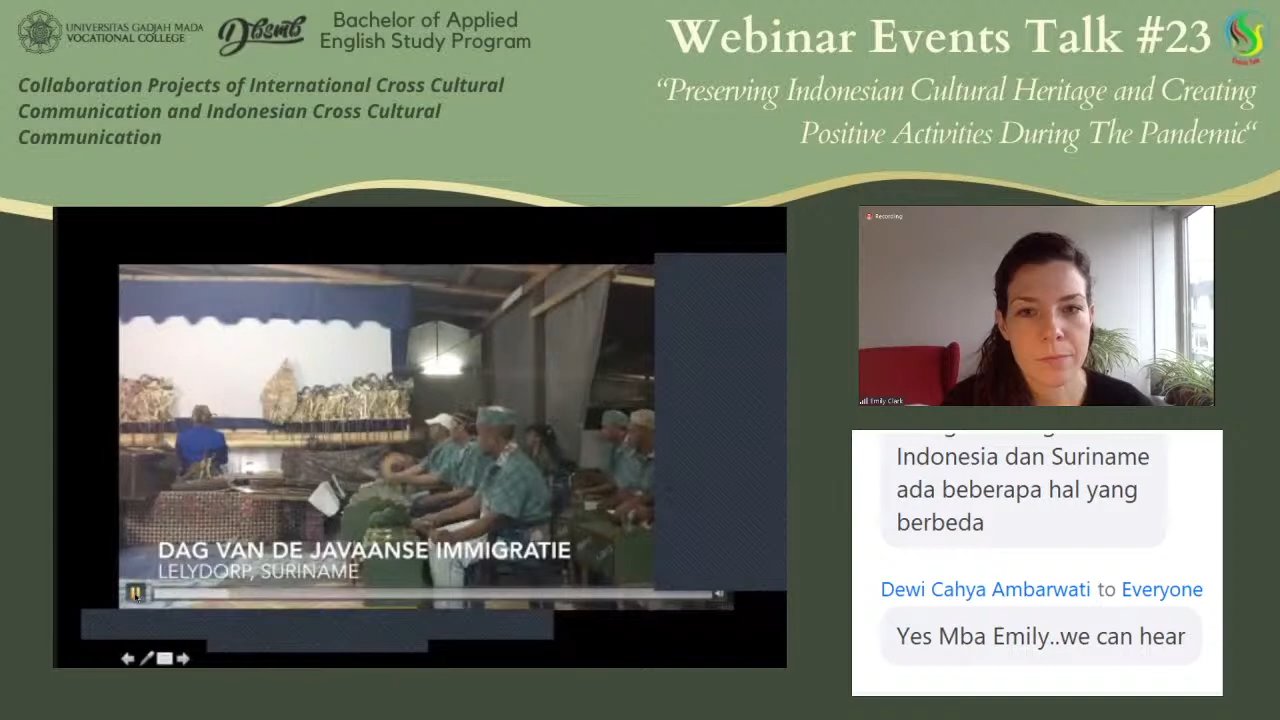 UNIVERSITAS GADJAH MADA
VOCATIONAL COLLEGE
Dbsmb
Bachelor of Applied
English Study Program
Collaboration Projects of International Cross Cultural
Communication and Indonesian Cross Cultural
Communication
Webinar Events Talk #23
“Preserving Indonesian Cultural Heritage and Creating
Positive Activities During The Pandemic“
DAG VAN DE JAVAANSE IMMIGRATIE
LELYDORP, SURINAME
Recording
Emily Clark
Indonesia dan Suriname
ada beberapa hal yang
berbeda
Dewi Cahya Ambarwati to Everyone
Yes Mba Emily..we can hear